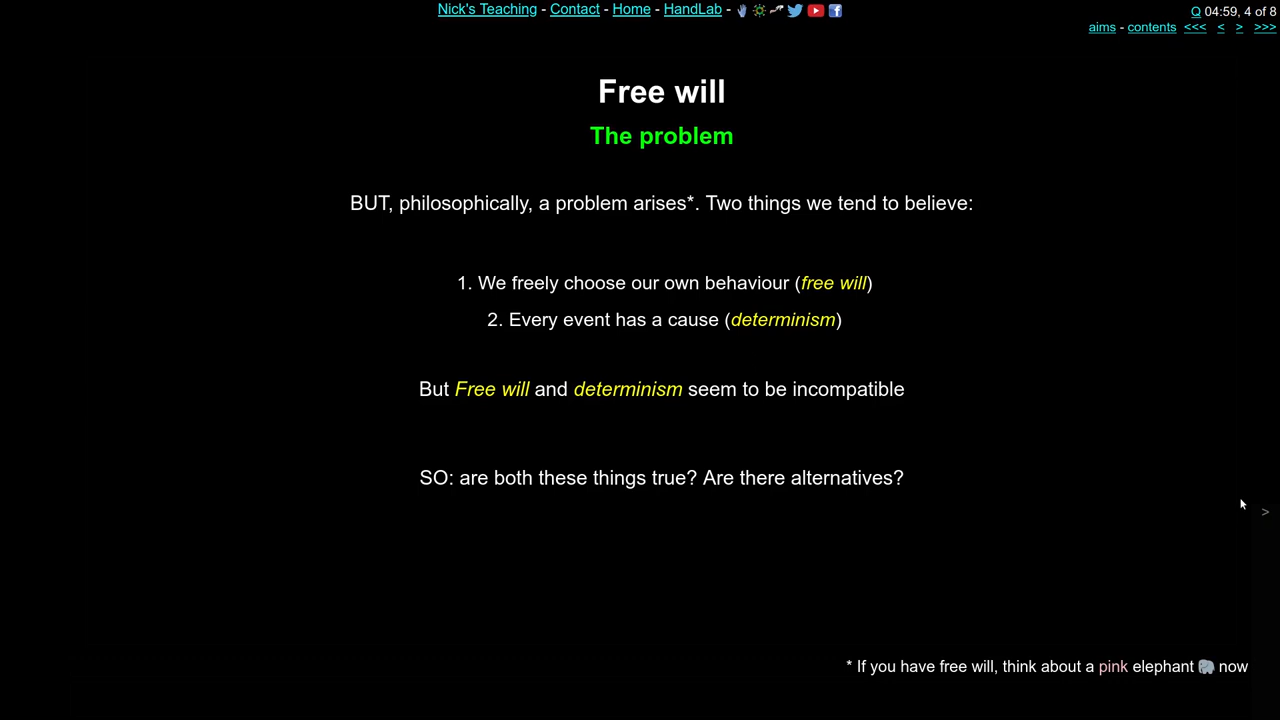 Nick's Teaching - Contact - Home - HandLab -
Q 04:59, 4 of 8
aims - contents <<< < > >>>
Free will
The problem
BUT, philosophically, a problem arises*. Two things we tend to believe:
1. We freely choose our own behaviour (free will)
2. Every event has a cause (determinism)
But Free will and determinism seem to be incompatible
SO: are both these things true? Are there alternatives?
>
* If you have free will, think about a pink elephant 🐘 now